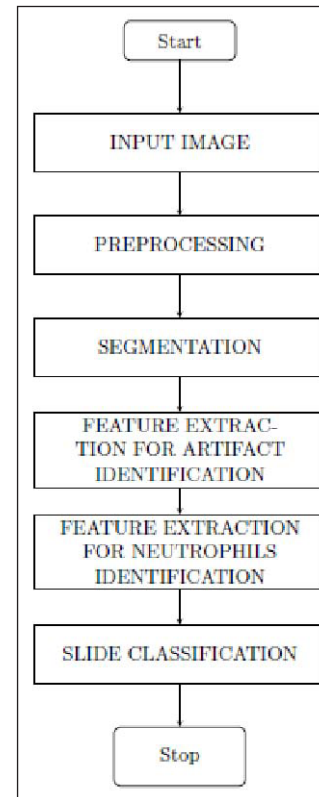 Start
INPUT IMAGE
PREPROCESSING
SEGMENTATION
FEATURE EXTRAC-
TION FOR ARTIFACT
IDENTIFICATION
FEATURE EXTRACTION
FOR NEUTROPHILS
IDENTIFICATION
SLIDE CLASSIFICATION
Stop